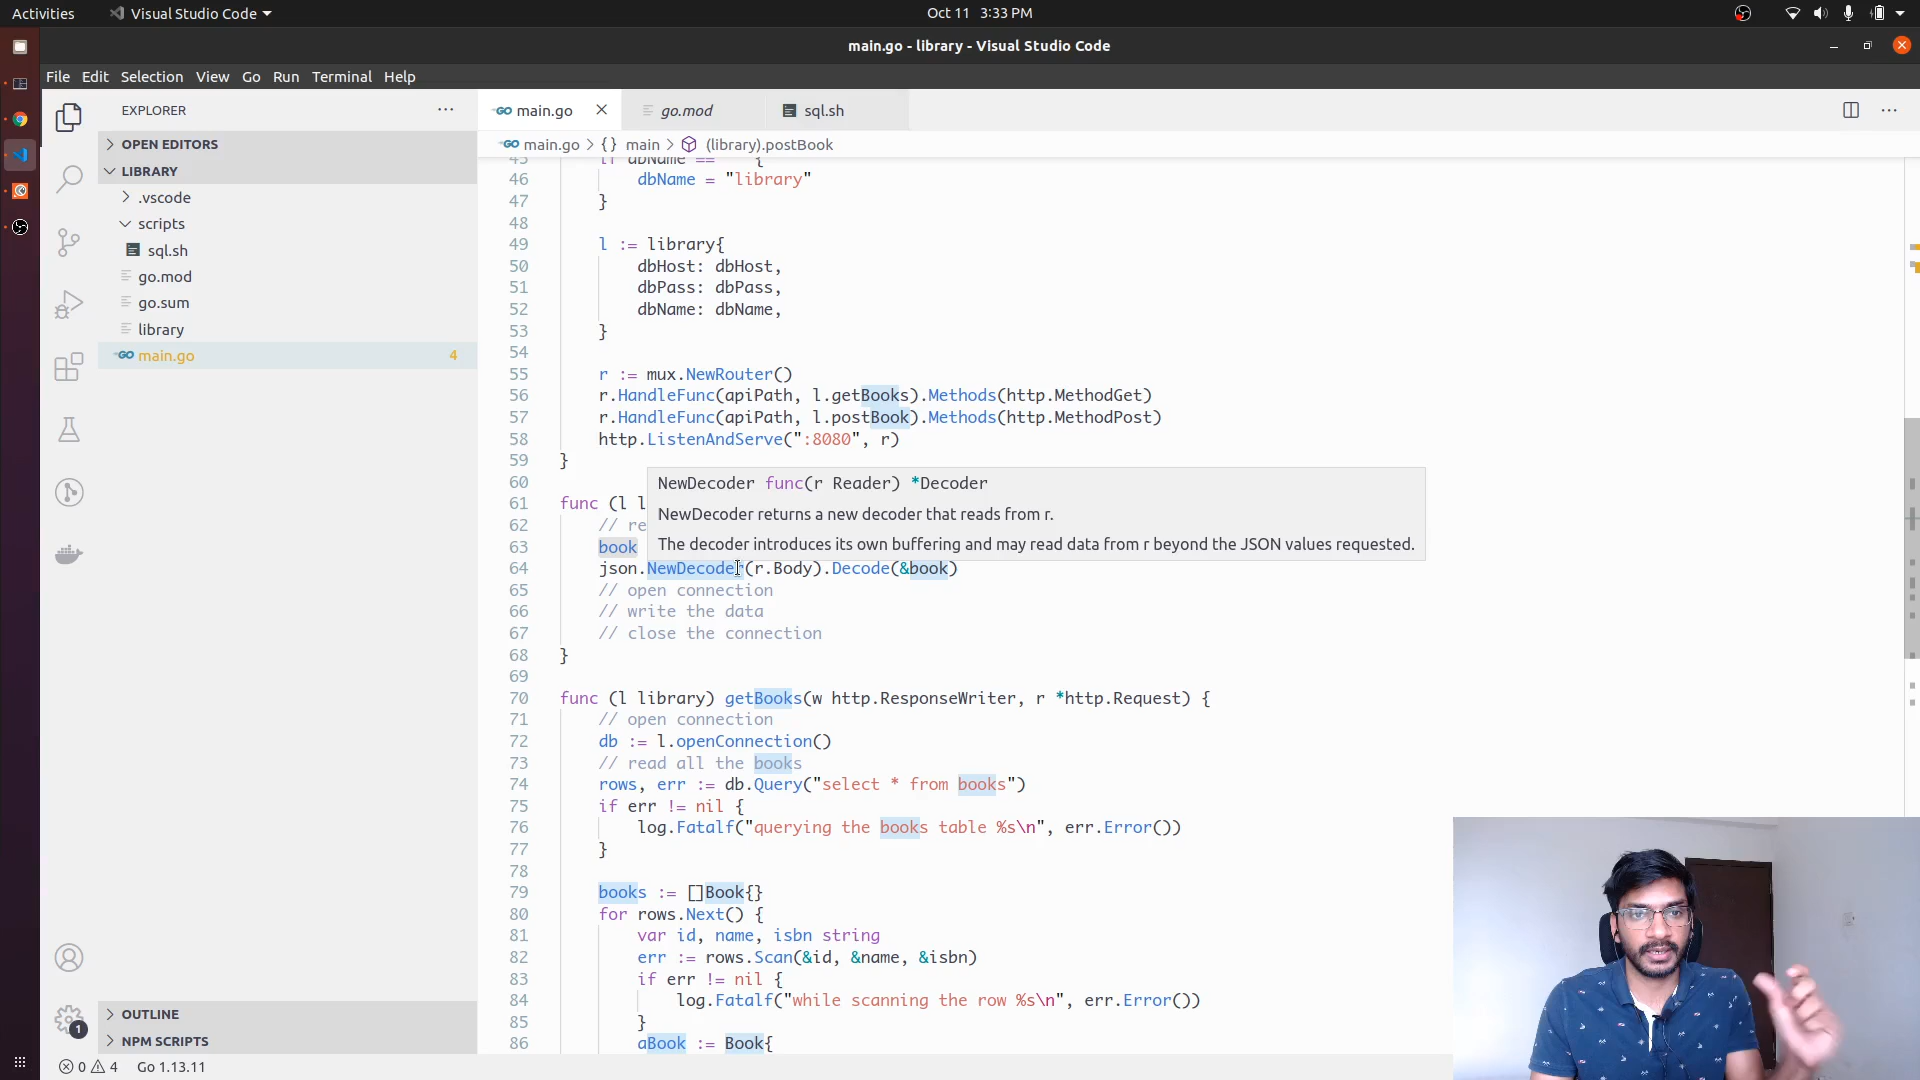 Activities
Visual Studio Code
Oct 11 3:33 PM
main.go - library - Visual Studio Code
File Edit Selection View Go Run Terminal Help
EXPLORER
OPEN EDITORS
LIBRARY
.vscode
scripts
sql.sh
go.mod
go.sum
library
main.go 4
1
OUTLINE
NPM SCRIPTS
0 4 Go 1.13.11
main.go
go.mod
sql.sh
main.go > {} main > (library).postBook
45 if dbName == {
46 dbName = "library"
47 }
48
49 l := library{
50 dbHost: dbHost,
51 dbPass: dbPass,
52 dbName: dbName,
53 }
54
55 r := mux.NewRouter()
56 r.HandleFunc(apiPath, l.getBooks).Methods(http.MethodGet)
57 r.HandleFunc(apiPath, l.postBook).Methods(http.MethodPost)
58 http.ListenAndServe(":8080", r)
59 }
60
NewDecoder func(r Reader) *Decoder
NewDecoder returns a new decoder that reads from r.
The decoder introduces its own buffering and may read data from r beyond the JSON values requested.
61 func (l l
62 // re
63 book
64 json.NewDecoder(r.Body).Decode(&book)
65 // open connection
66 // write the data
67 // close the connection
68 }
69
70 func (l library) getBooks(w http.ResponseWriter, r *http.Request) {
71 // open connection
72 db := l.openConnection()
73 // read all the books
74 rows, err := db.Query("select * from books")
75 if err != nil {
76 log.Fatalf("querying the books table %s\n", err.Error())
77 }
78
79 books := []Book{}
80 for rows.Next() {
81 var id, name, isbn string
82 err := rows.Scan(&id, &name, &isbn)
83 if err != nil {
84 log.Fatalf("while scanning the row %s\n", err.Error())
85 }
86 aBook := Book{